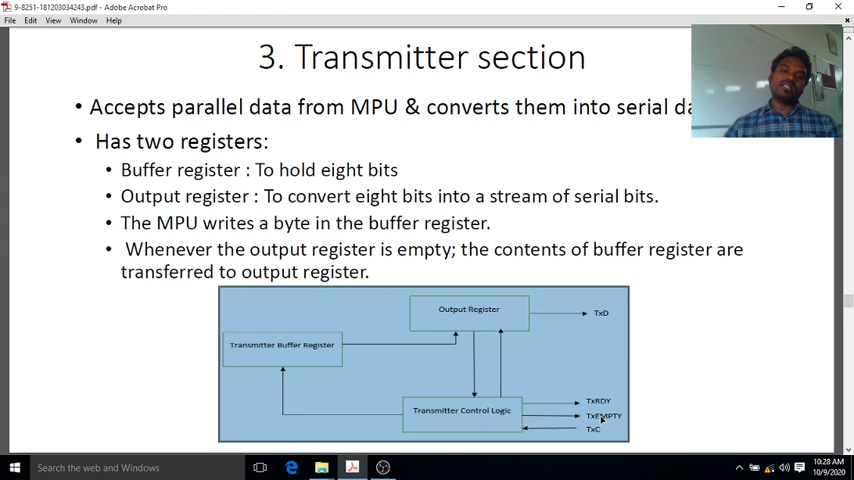 9-8251-181203034243.pdf - Adobe Acrobat Pro
File Edit View Window Help
3. Transmitter section
• Accepts parallel data from MPU & converts them into serial da
• Has two registers:
• Buffer register : To hold eight bits
• Output register : To convert eight bits into a stream of serial bits.
• The MPU writes a byte in the buffer register.
• Whenever the output register is empty; the contents of buffer register are
transferred to output register.
Output Register
TxD
Transmitter Buffer Register
Transmitter Control Logic
TxRDY
TxEMPTY
TxC
Search the web and Windows
10:28 AM
10/9/2020